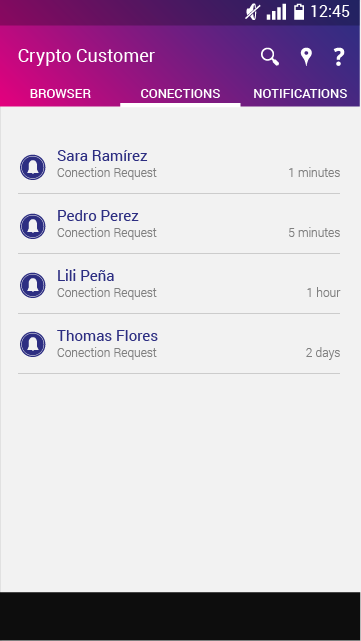 12:45
Crypto Customer
BROWSER CONECTIONS NOTIFICATIONS
Sara Ramírez
Conection Request 1 minutes
Pedro Perez
Conection Request 5 minutes
Lili Peña
Conection Request 1 hour
Thomas Flores
Conection Request 2 days